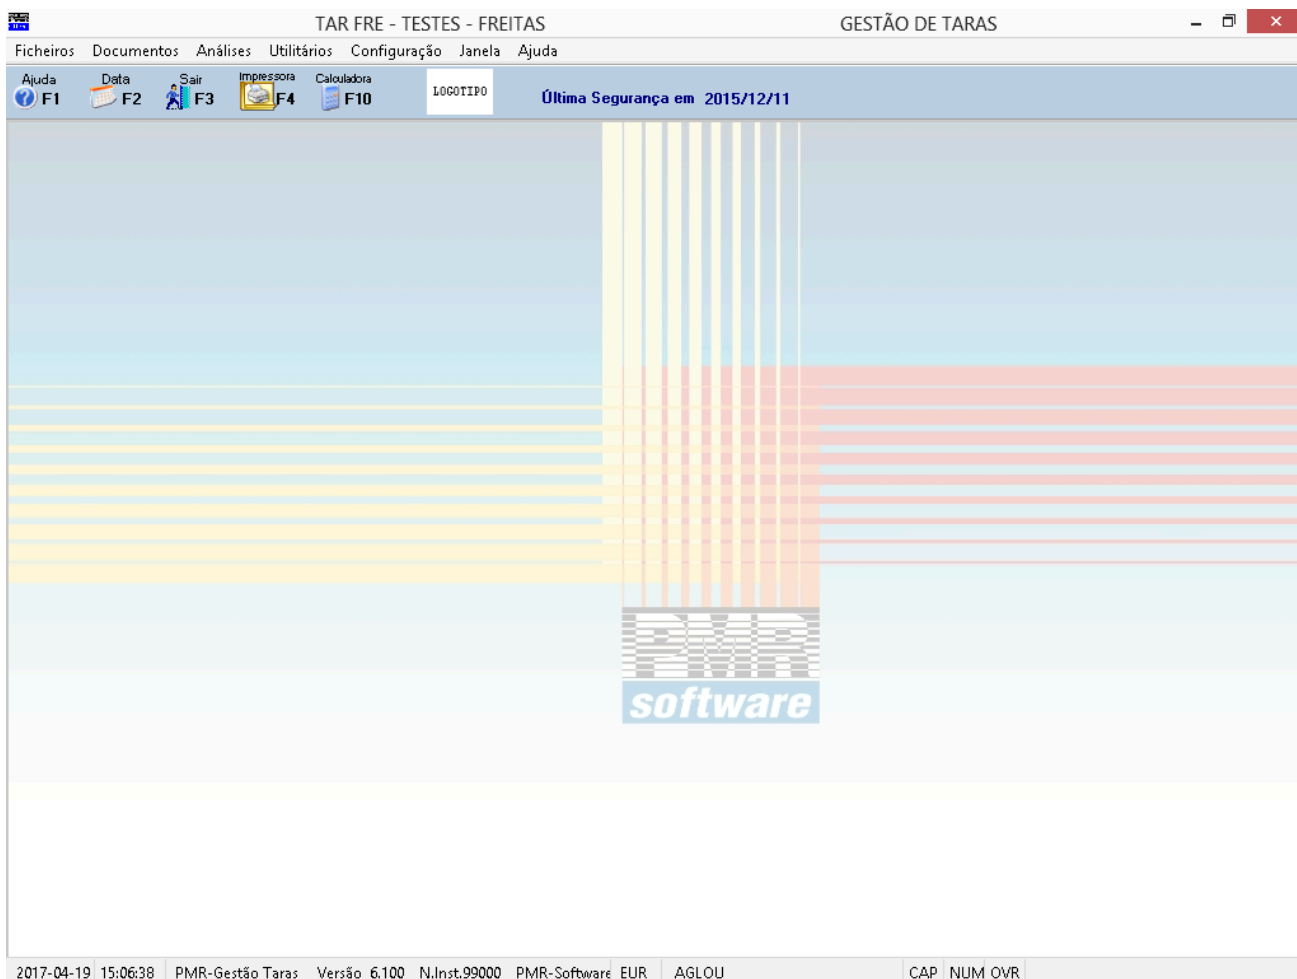 TAR FRE - TESTES - FREITAS GESTÃO DE TARAS
Ficheiros Documentos Análises Utilitários Configuração Janela Ajuda
Ajuda F1 Data F2 Sair F3 Impressora F4 Calculadora F10 LOGOTIPO Última Segurança em 2015/12/11
PMR
software
2017-04-19 15:06:38 PMR-Gestão Taras Versão 6.100 N.Inst.99000 PMR-Software EUR AGLOU CAP NUM OVR